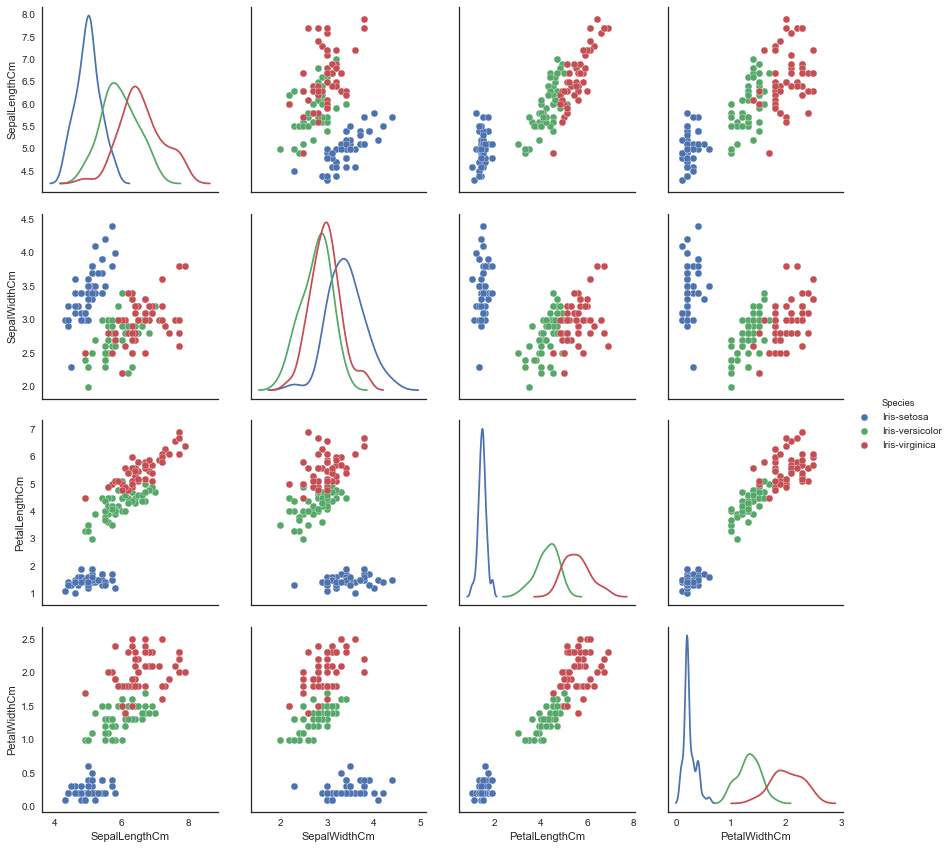 SepalLengthCm
8.0
7.5
7.0
6.5
6.0
5.5
5.0
4.5
SepalWidthCm
4.5
4.0
3.5
3.0
2.5
2.0
Species
Iris-setosa
Iris-versicolor
Iris-virginica
PetalLengthCm
7
6
5
4
3
2
1
PetalWidthCm
2.5
2.0
1.5
1.0
0.5
0.0
4 6 8
2 3 4 5
2 4 6 8
0 1 2 3
SepalLengthCm
SepalWidthCm
PetalLengthCm
PetalWidthCm